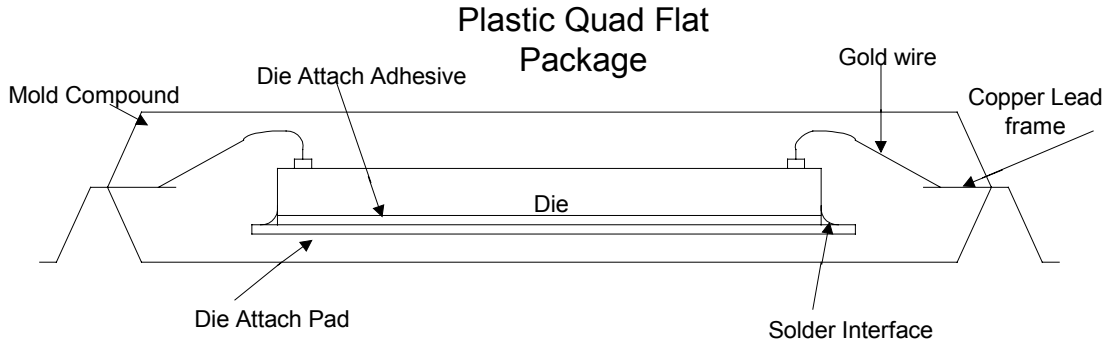 Plastic Quad Flat
Package
Die Attach Adhesive
Gold wire
Mold Compound
Copper Lead
frame
Die
Die Attach Pad
Solder Interface